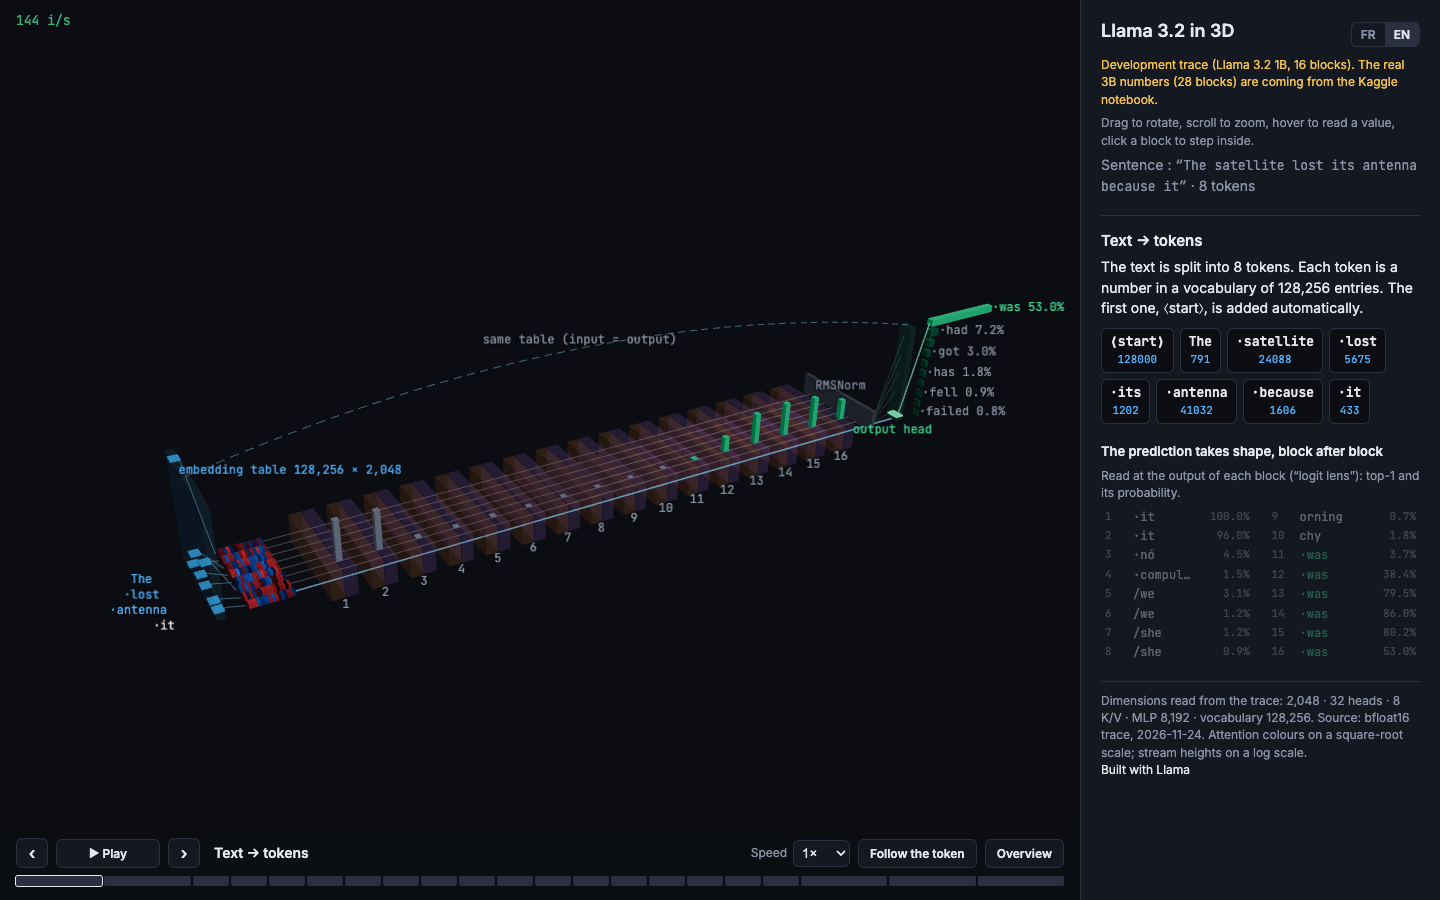 144 i/s
same table (input = output)
·was 53.0%
·had 7.2%
·got 3.0%
·has 1.8%
·fell 0.9%
·failed 0.8%
RMSNorm
output head
embedding table 128,256 × 2,048
The
·lost
·antenna
·it
1
2
3
4
5
6
7
8
9
10
11
12
13
14
15
16
‹
▶ Play
›
Text → tokens
Speed
1×
Follow the token
Overview
Llama 3.2 in 3D
FR
EN
Development trace (Llama 3.2 1B, 16 blocks). The real
3B numbers (28 blocks) are coming from the Kaggle
notebook.
Drag to rotate, scroll to zoom, hover to read a value,
click a block to step inside.
Sentence : “The satellite lost its antenna
because it” · 8 tokens
Text → tokens
The text is split into 8 tokens. Each token is a
number in a vocabulary of 128,256 entries. The
first one, ⟨start⟩, is added automatically.
⟨start⟩ The ·satellite ·lost
128000 791 24088 5675
·its ·antenna ·because ·it
1202 41032 1606 433
The prediction takes shape, block after block
Read at the output of each block (“logit lens”): top-1 and
its probability.
1 ·it 100.0% 9 orning 0.7%
2 ·it 96.0% 10 chy 1.8%
3 ·nó 4.5% 11 ·was 3.7%
4 ·compul… 1.5% 12 ·was 38.4%
5 /we 3.1% 13 ·was 79.5%
6 /we 1.2% 14 ·was 86.0%
7 /she 1.2% 15 ·was 80.2%
8 /she 0.9% 16 ·was 53.0%
Dimensions read from the trace: 2,048 · 32 heads · 8
K/V · MLP 8,192 · vocabulary 128,256. Source: bfloat16
trace, 2026-11-24. Attention colours on a square-root
scale; stream heights on a log scale.
Built with Llama